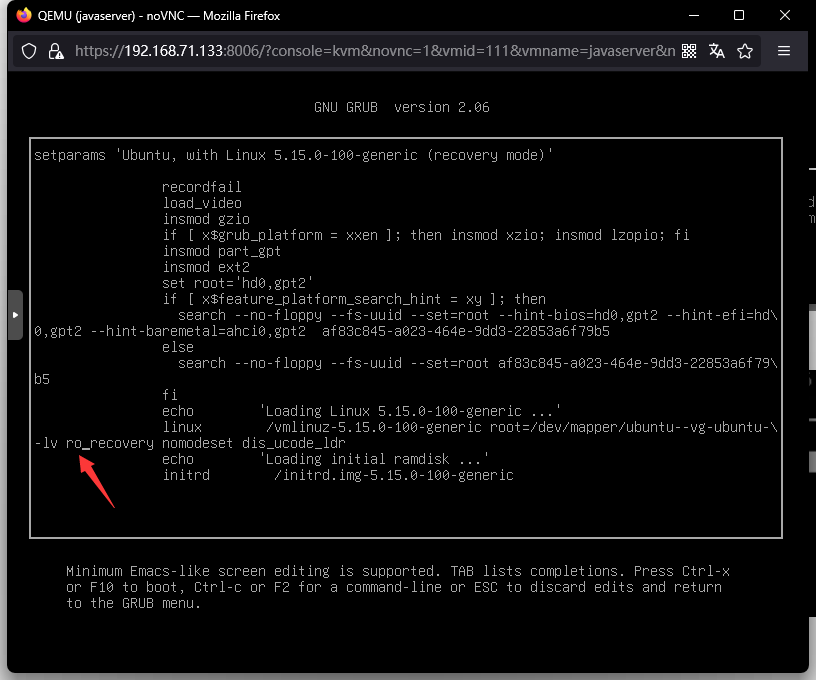 QEMU (javaserver) - noVNC — Mozilla Firefox
https://192.168.71.133:8006/?console=kvm&novnc=1&vmid=111&vmname=javaserver&n
GNU GRUB version 2.06
setparams 'Ubuntu, with Linux 5.15.0-100-generic (recovery mode)'
recordfail
load_video
insmod gzio
if [ x$grub_platform = xxen ]; then insmod xzio; insmod lzopio; fi
insmod part_gpt
insmod ext2
set root='hd0,gpt2'
if [ x$feature_platform_search_hint = xy ]; then
search --no-floppy --fs-uuid --set=root --hint-bios=hd0,gpt2 --hint-efi=hd\
0,gpt2 --hint-baremetal=ahci0,gpt2 af83c845-a023-464e-9dd3-22853a6f79b5
else
search --no-floppy --fs-uuid --set=root af83c845-a023-464e-9dd3-22853a6f79\
b5
fi
echo 'Loading Linux 5.15.0-100-generic ...'
linux /vmlinuz-5.15.0-100-generic root=/dev/mapper/ubuntu--vg-ubuntu-\
-lv ro_recovery nomodeset dis_ucode_ldr
echo 'Loading initial ramdisk ...'
initrd /initrd.img-5.15.0-100-generic
Minimum Emacs-like screen editing is supported. TAB lists completions. Press Ctrl-x
or F10 to boot, Ctrl-c or F2 for a command-line or ESC to discard edits and return
to the GRUB menu.